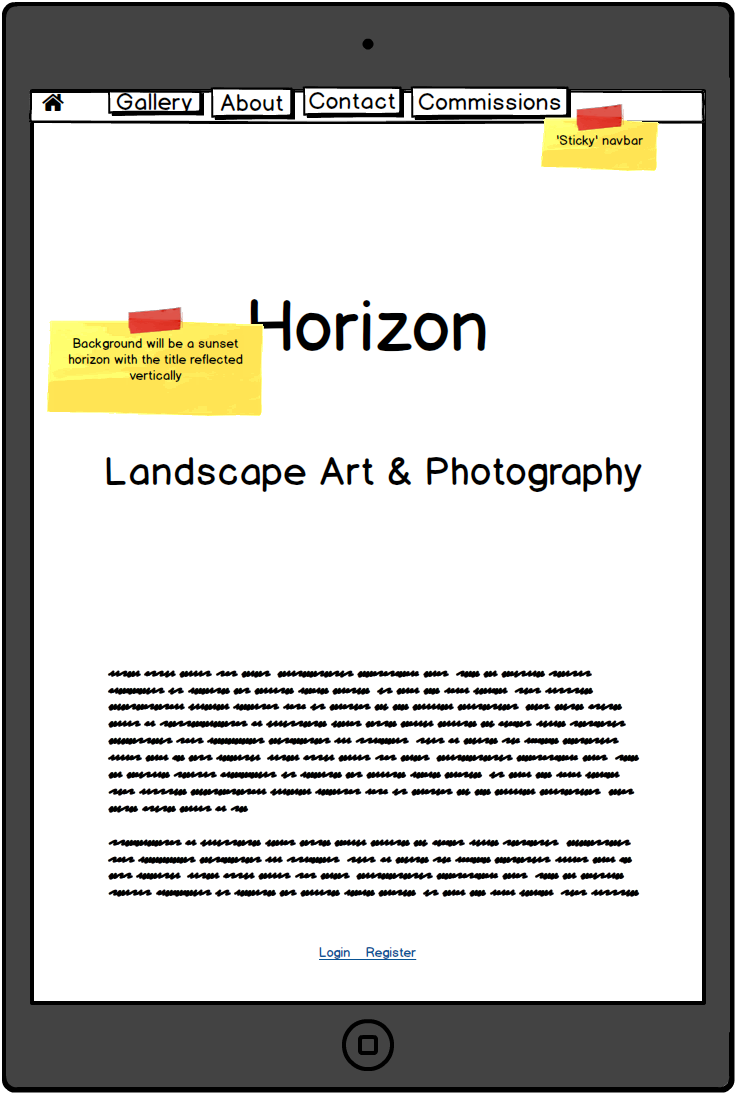 Gallery About Contact Commissions
'Sticky' navbar
Horizon
Background will be a sunset
horizon with the title reflected
vertically
Landscape Art & Photography
Login Register